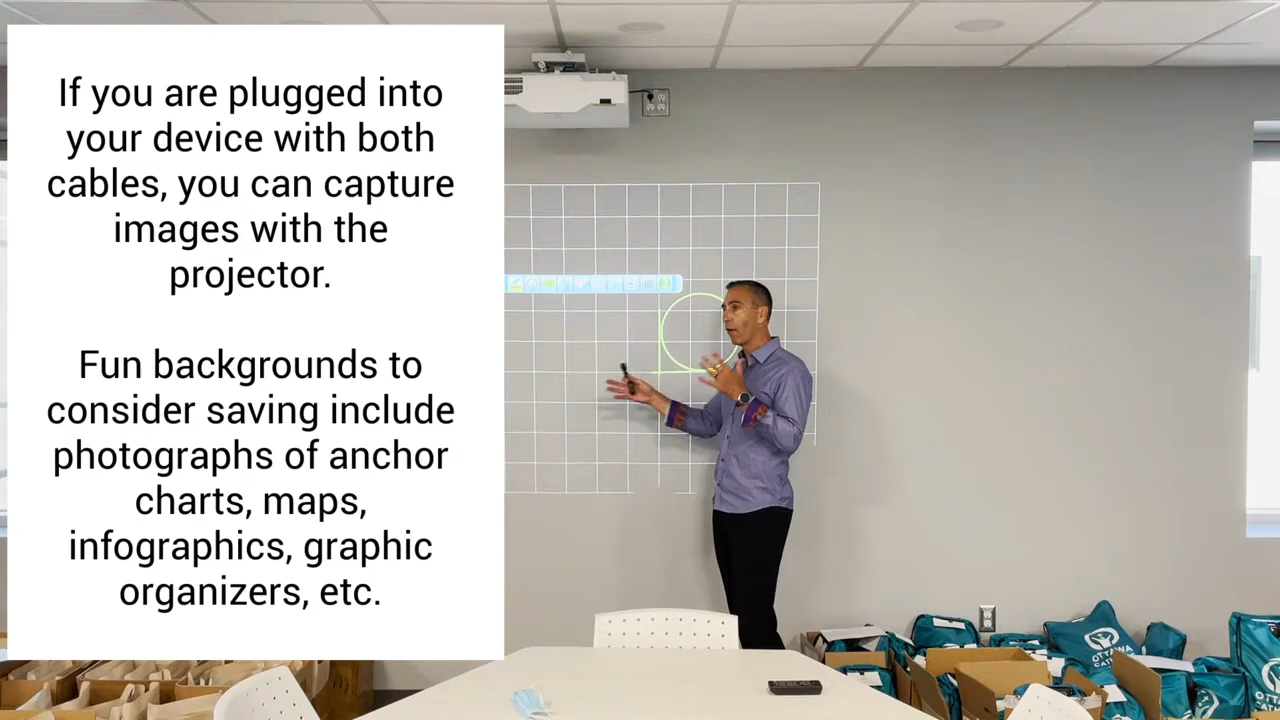 If you are plugged into
your device with both
cables, you can capture
images with the
projector.
Fun backgrounds to
consider saving include
photographs of anchor
charts, maps,
infographics, graphic
organizers, etc.
OTTAWA